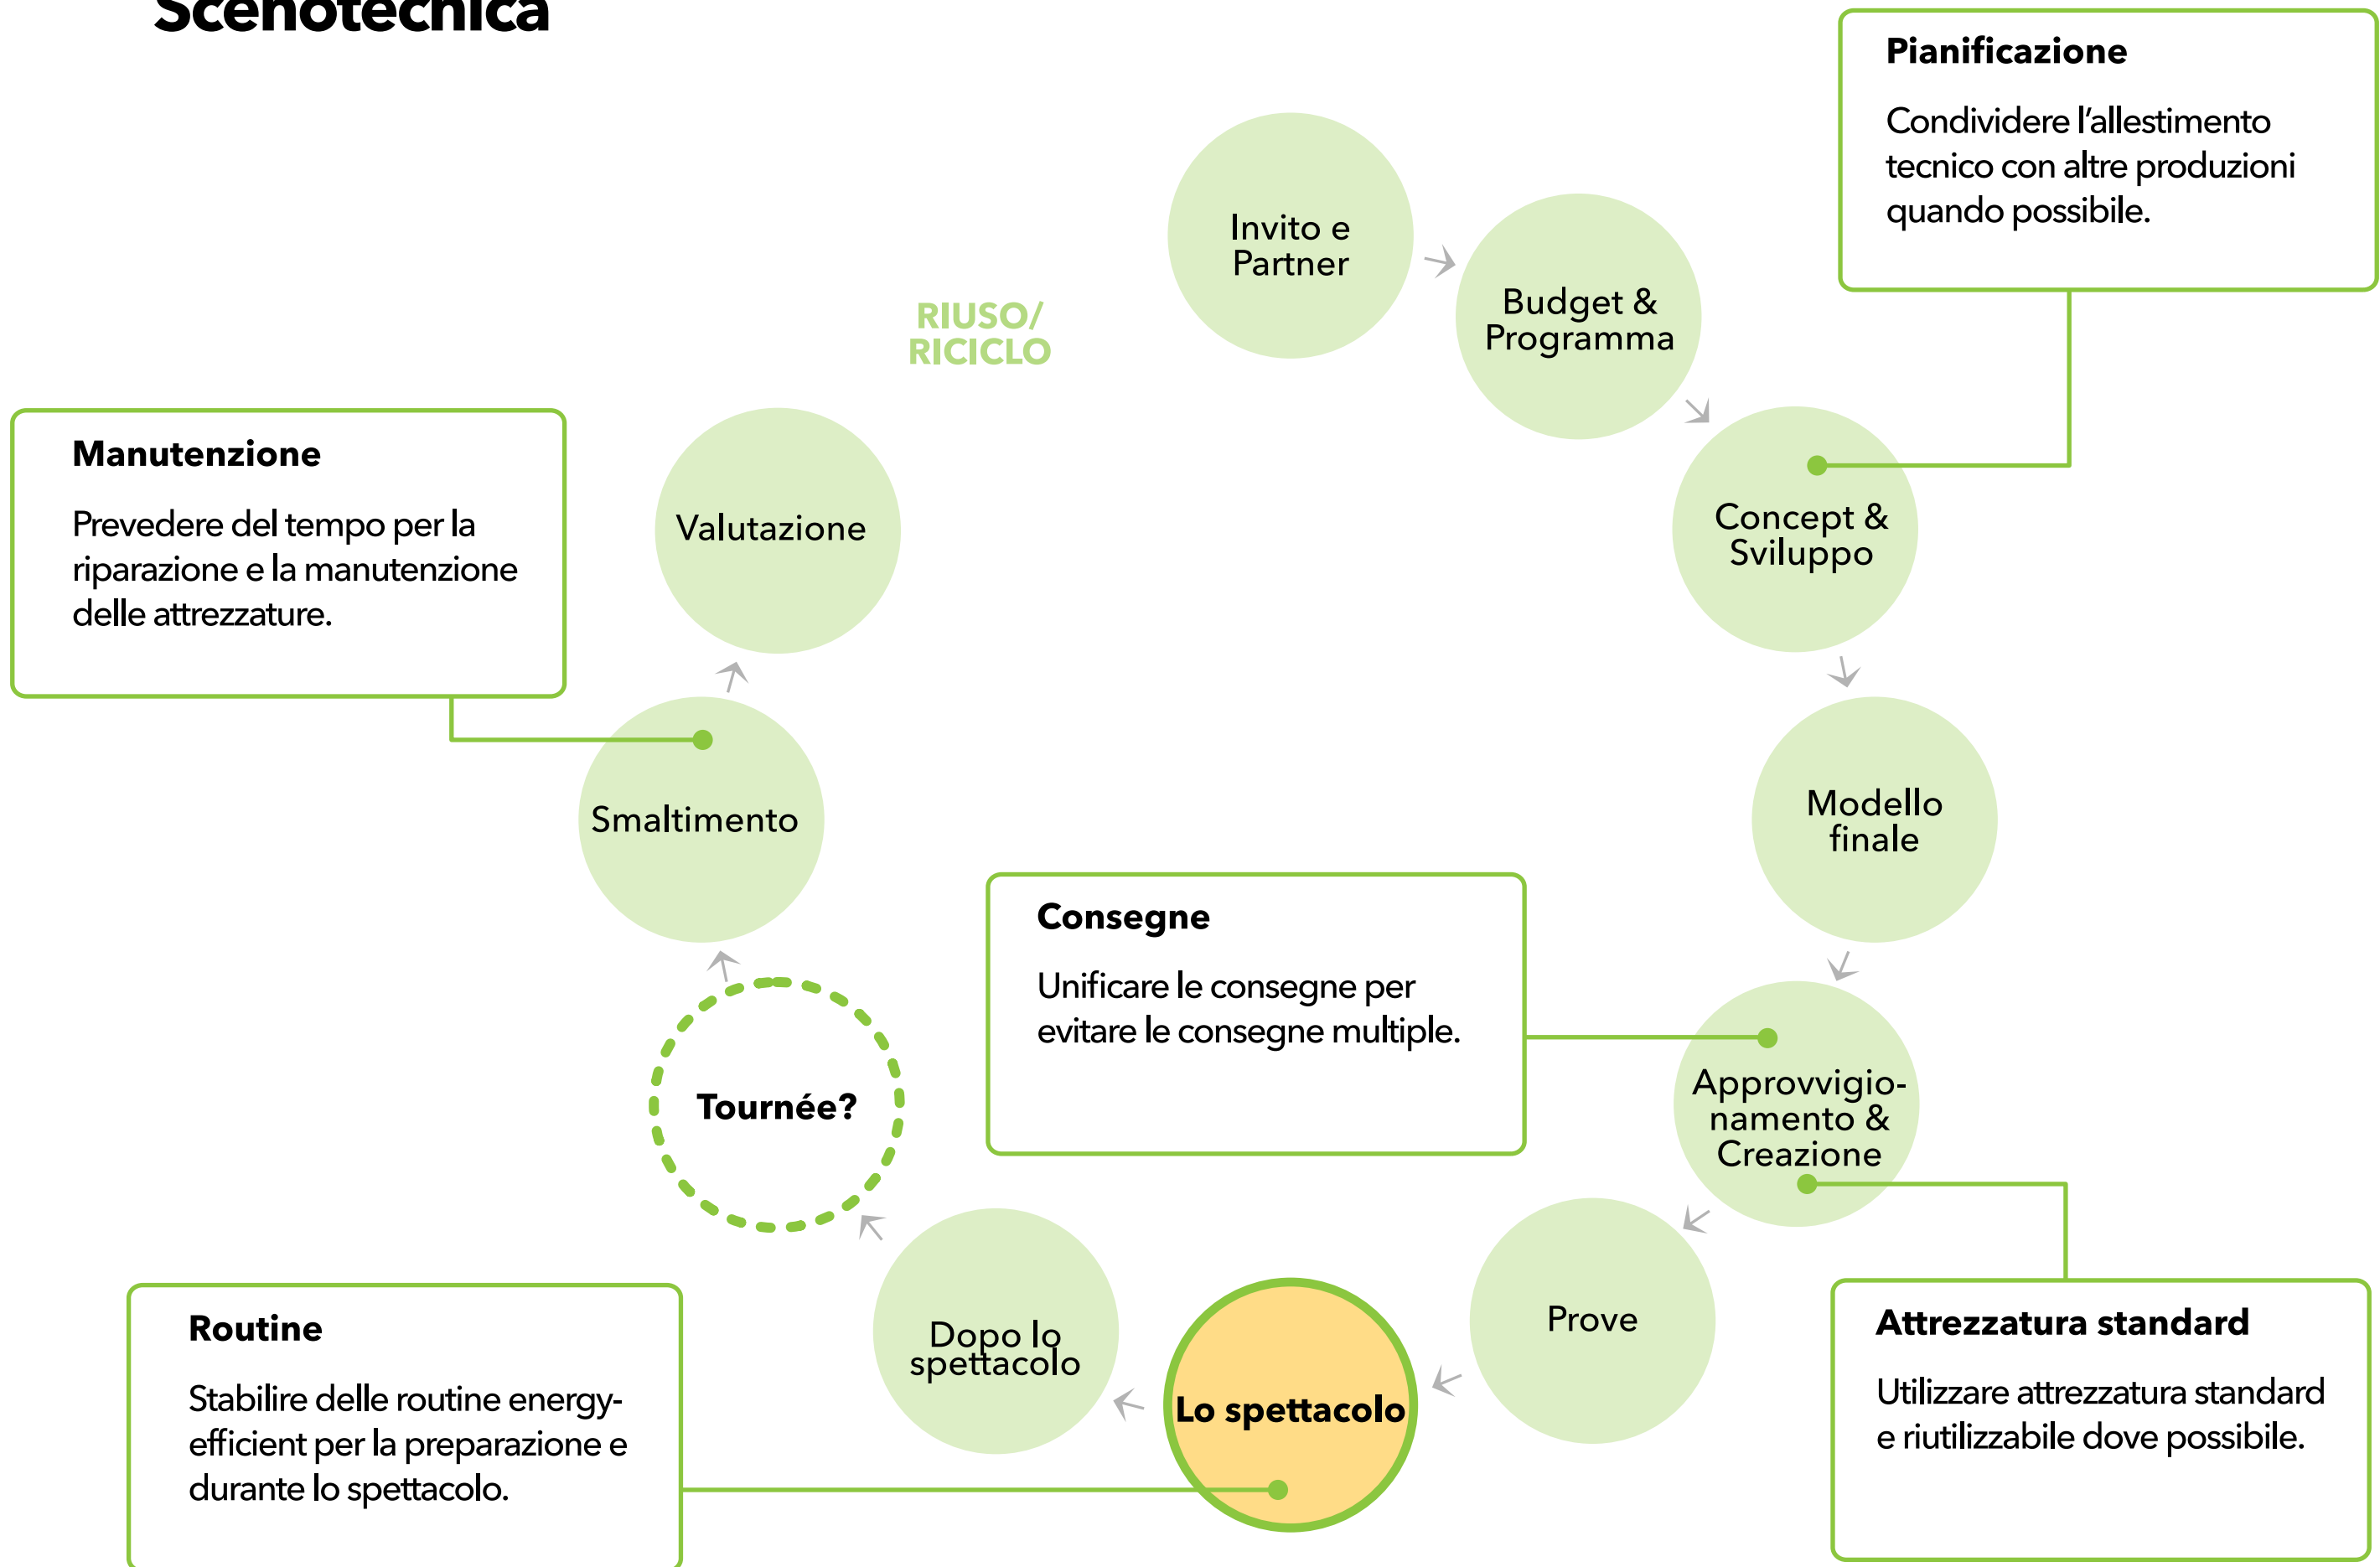 Scenotecnica
Pianificazione
Condividere l'allestimento
tecnico con altre produzioni
quando possibile.
Invito e
Partner
Budget &
Programma
RIUSO/
RICICLO
Manutenzione
Prevedere del tempo per la
riparazione e la manutenzione
delle attrezzature.
Valutazione
Concept &
Sviluppo
Smaltimento
Modello
finale
Consegne
Unificare le consegne per
evitare le consegne multiple.
Tournée?
Approvvigio-
namento &
Creazione
Routine
Stabilire delle routine energy-
efficient per la preparazione e
durante lo spettacolo.
Dopo lo
spettacolo
Lo spettacolo
Prove
Attrezzatura standard
Utilizzare attrezzatura standard
e riutilizzabile dove possibile.